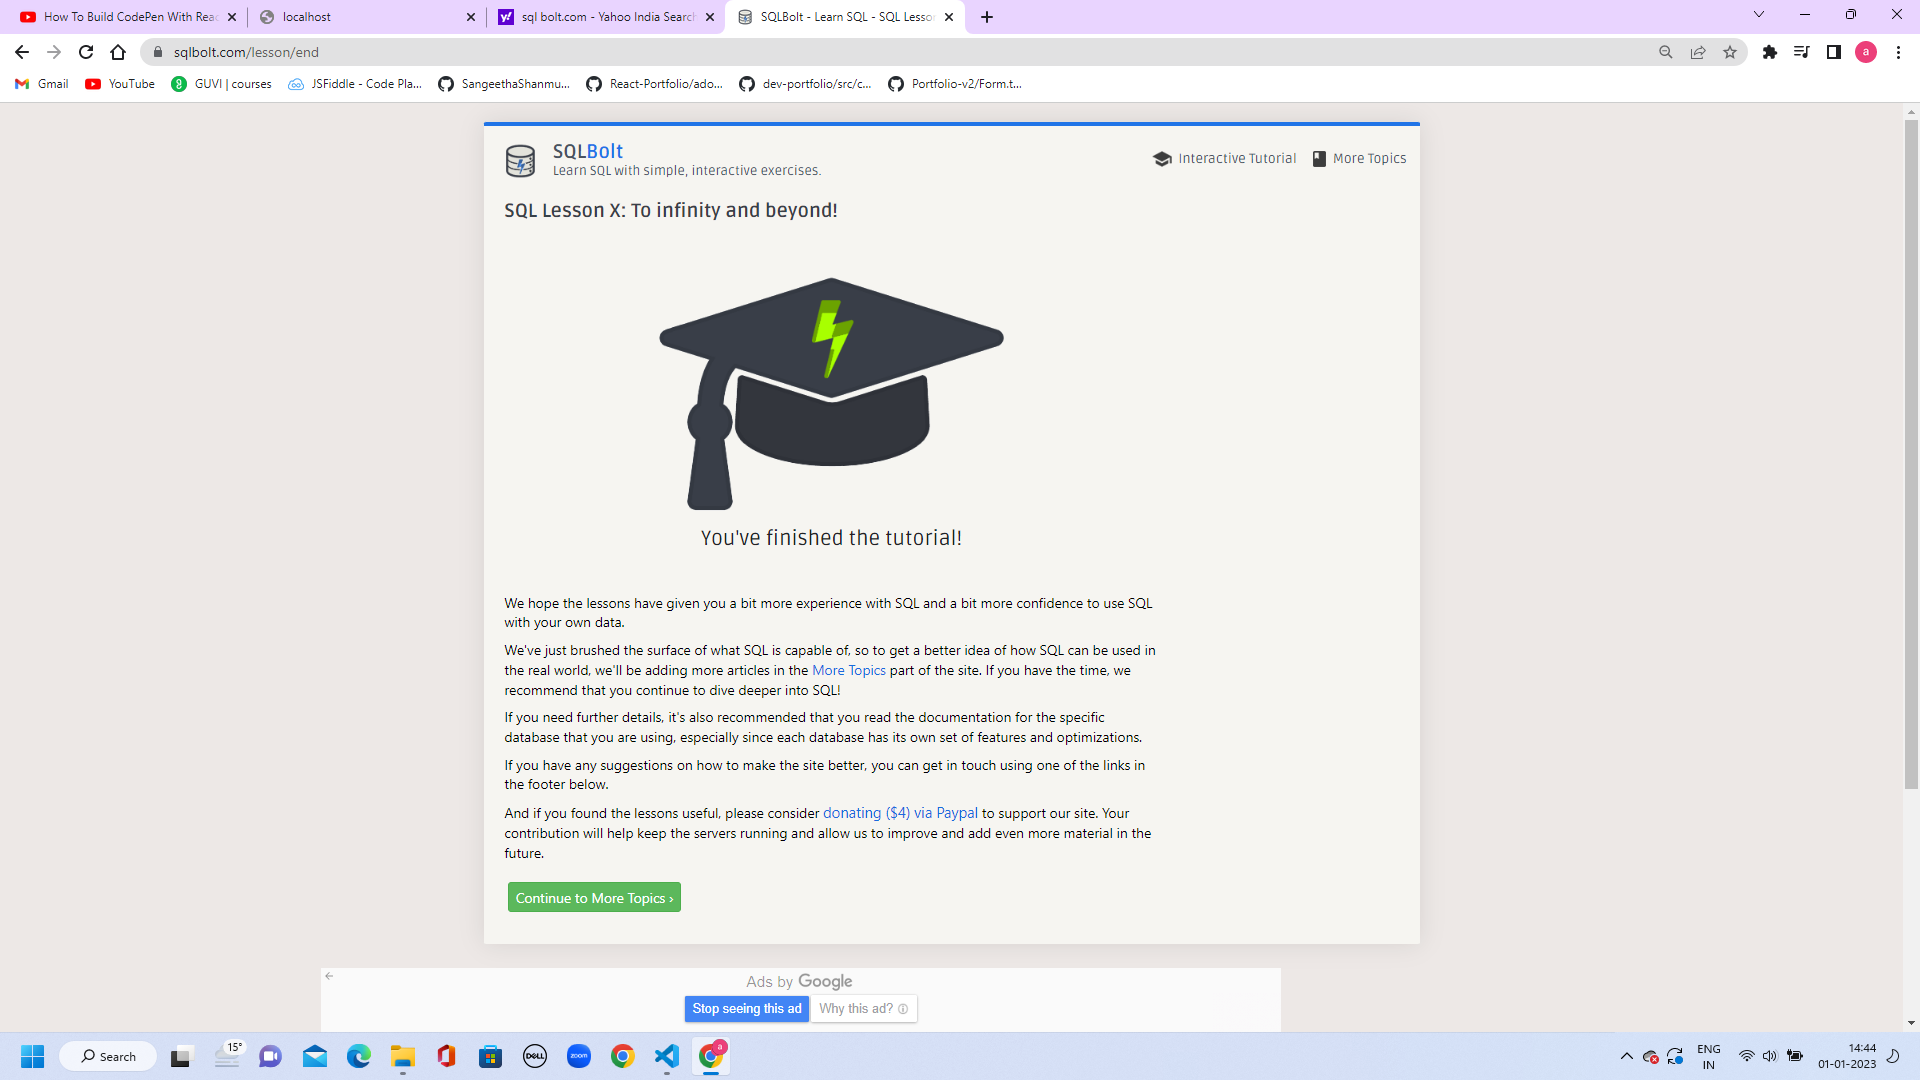 How To Build CodePen With Reac
localhost
sql bolt.com - Yahoo India Search
SQLBolt - Learn SQL - SQL Lesso
sqlbolt.com/lesson/end
a
Gmail
YouTube
GUVI | courses
JSFiddle - Code Pla...
SangeethaShanmu...
React-Portfolio/ado...
dev-portfolio/src/c...
Portfolio-v2/Form.t...
SQLBolt
Learn SQL with simple, interactive exercises.
Interactive Tutorial
More Topics
SQL Lesson X: To infinity and beyond!
You've finished the tutorial!
We hope the lessons have given you a bit more experience with SQL and a bit more confidence to use SQL
with your own data.
We've just brushed the surface of what SQL is capable of, so to get a better idea of how SQL can be used in
the real world, we'll be adding more articles in the More Topics part of the site. If you have the time, we
recommend that you continue to dive deeper into SQL!
If you need further details, it's also recommended that you read the documentation for the specific
database that you are using, especially since each database has its own set of features and optimizations.
If you have any suggestions on how to make the site better, you can get in touch using one of the links in
the footer below.
And if you found the lessons useful, please consider donating ($4) via Paypal to support our site. Your
contribution will help keep the servers running and allow us to improve and add even more material in the
future.
Continue to More Topics ›
Ads by Google
Stop seeing this ad
Why this ad?
Search
15°
DELL
zoom
a
ENG
IN
14:44
01-01-2023